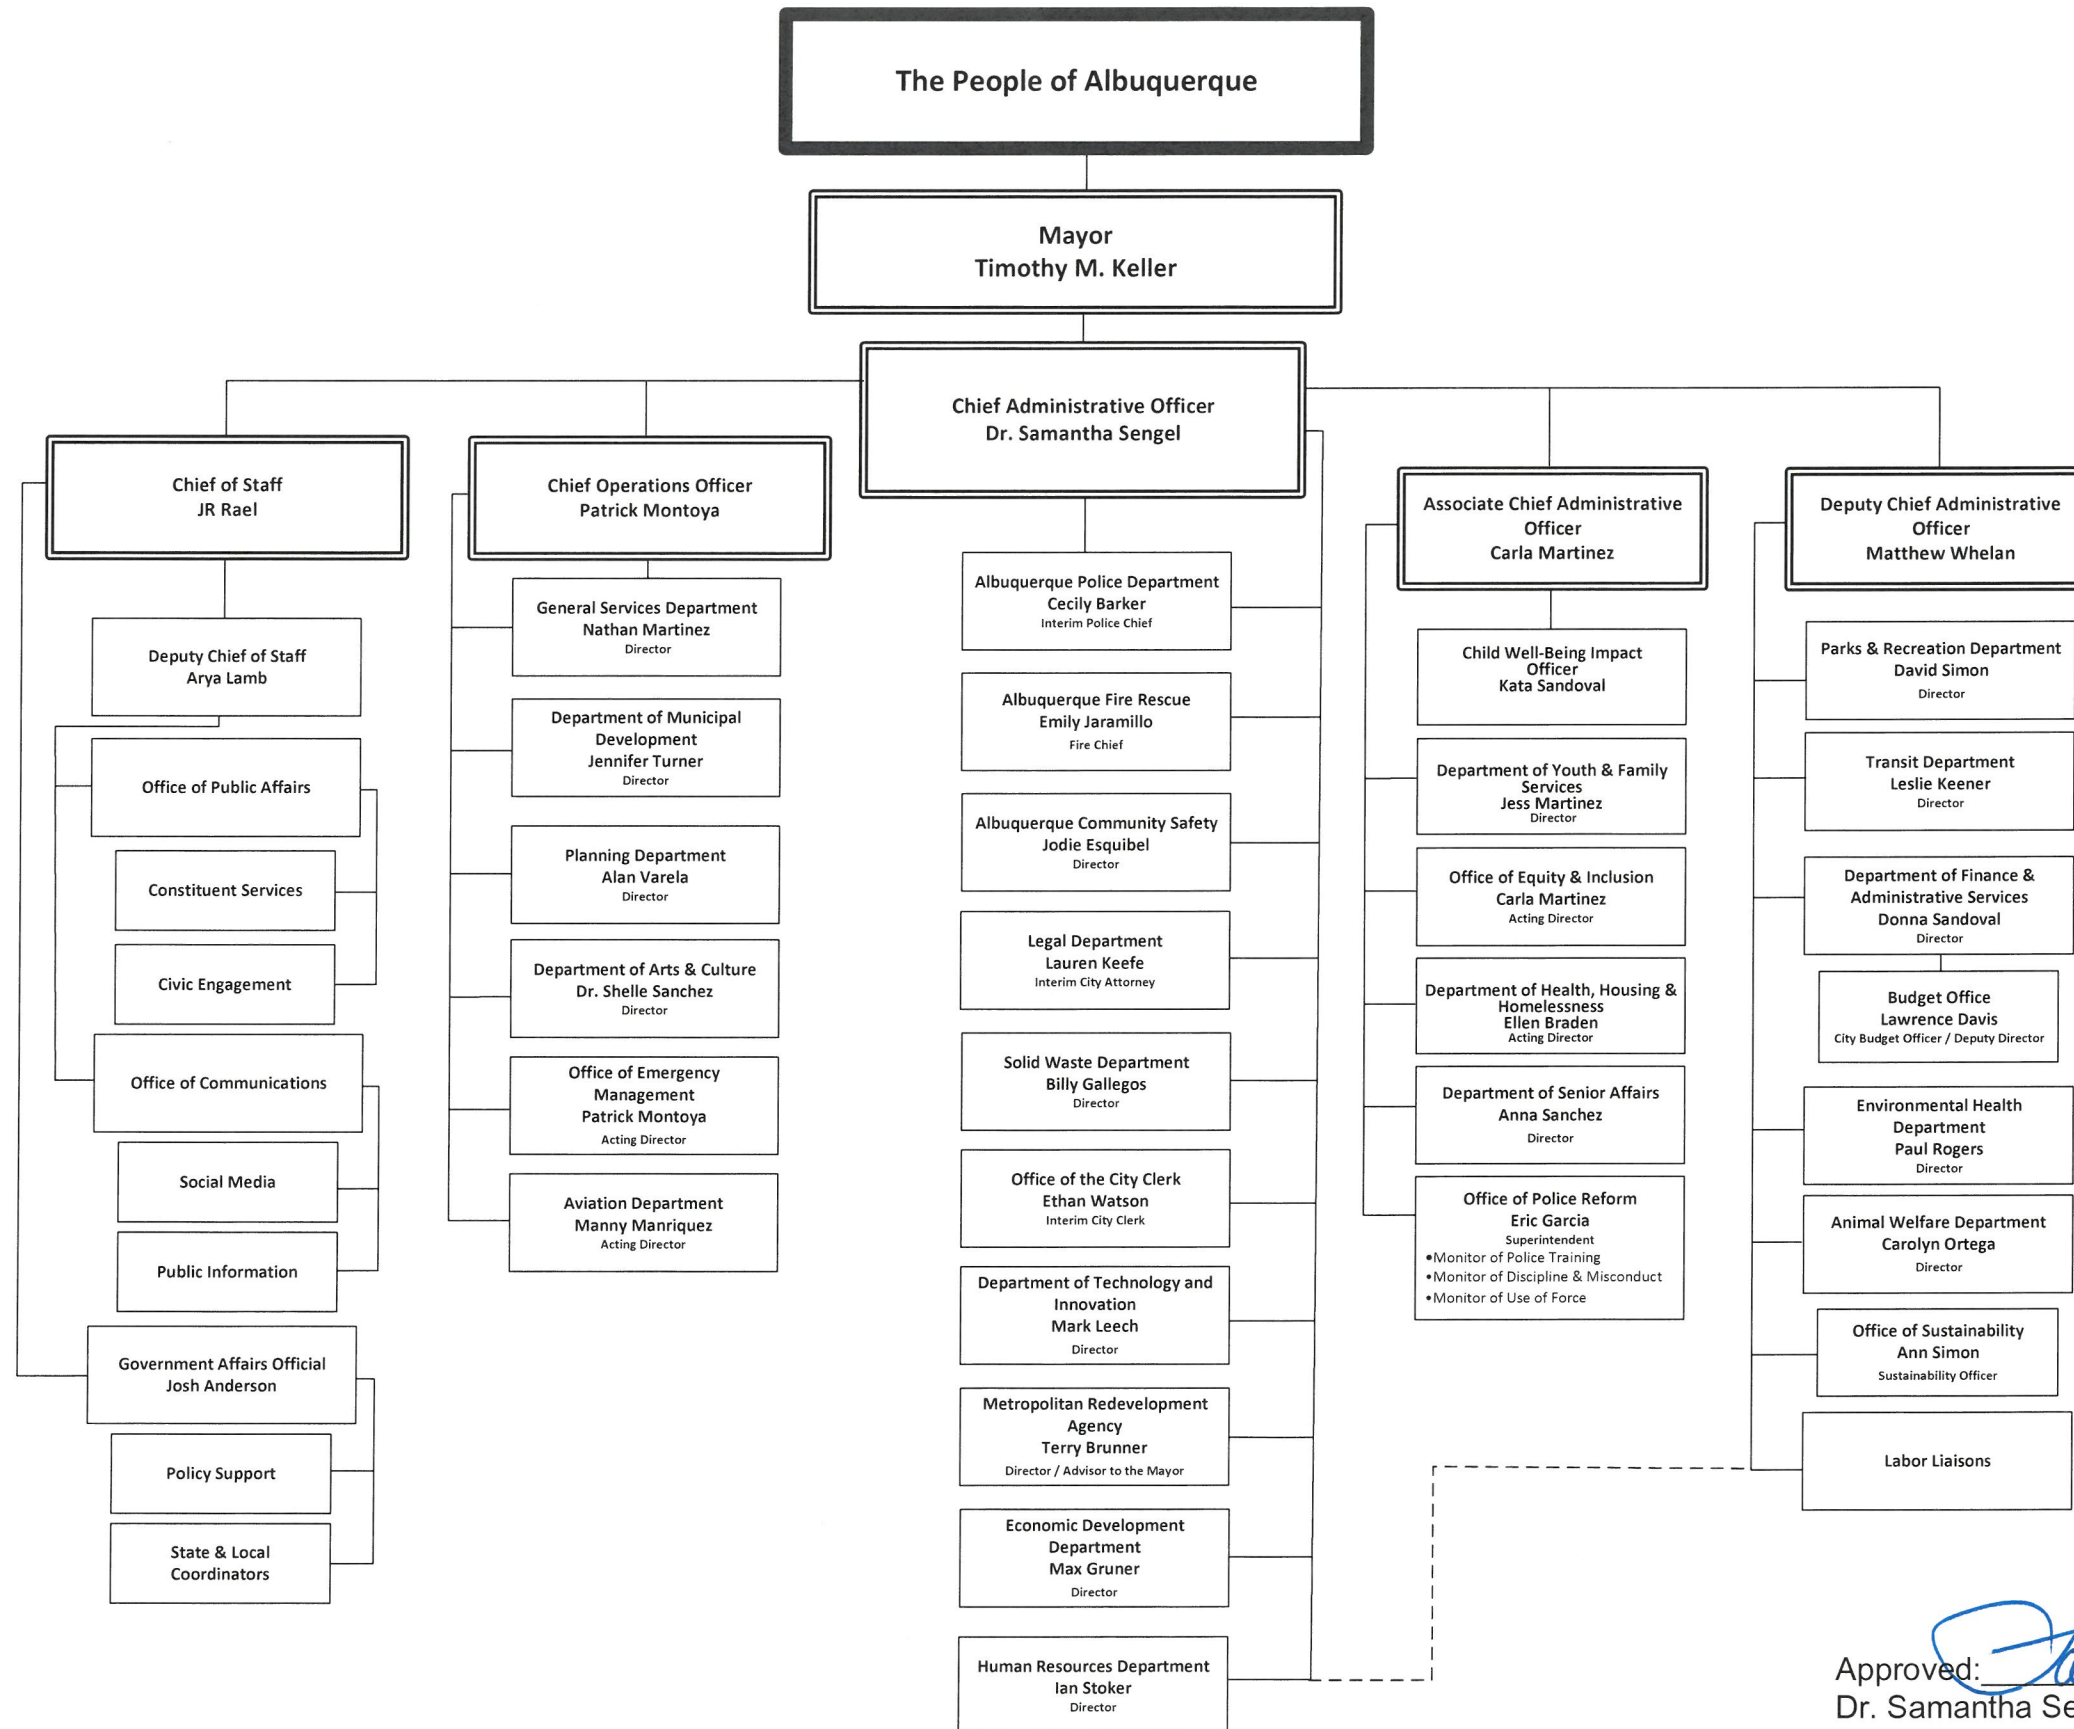 The People of Albuquerque
Mayor
Timothy M. Keller
Chief Administrative Officer
Dr. Samantha Sengel
Chief of Staff
JR Rael
Deputy Chief of Staff
Arya Lamb
Office of Public Affairs
Constituent Services
Civic Engagement
Office of Communications
Social Media
Public Information
Government Affairs Official
Josh Anderson
Policy Support
State & Local
Coordinators
Chief Operations Officer
Patrick Montoya
General Services Department
Nathan Martinez
Director
Department of Municipal
Development
Jennifer Turner
Director
Planning Department
Alan Varela
Director
Department of Arts & Culture
Dr. Shelle Sanchez
Director
Office of Emergency
Management
Patrick Montoya
Acting Director
Aviation Department
Manny Manriquez
Acting Director
Albuquerque Police Department
Cecily Barker
Interim Police Chief
Albuquerque Fire Rescue
Emily Jaramillo
Fire Chief
Albuquerque Community Safety
Jodie Esquibel
Director
Legal Department
Lauren Keefe
Interim City Attorney
Solid Waste Department
Billy Gallegos
Director
Office of the City Clerk
Ethan Watson
Interim City Clerk
Department of Technology and
Innovation
Mark Leech
Director
Metropolitan Redevelopment
Agency
Terry Brunner
Director / Advisor to the Mayor
Economic Development
Department
Max Gruner
Director
Human Resources Department
Ian Stoker
Director
Associate Chief Administrative
Officer
Carla Martinez
Child Well-Being Impact
Officer
Kata Sandoval
Department of Youth & Family
Services
Jess Martinez
Director
Office of Equity & Inclusion
Carla Martinez
Acting Director
Department of Health, Housing &
Homelessness
Ellen Braden
Acting Director
Department of Senior Affairs
Anna Sanchez
Director
Office of Police Reform
Eric Garcia
Superintendent
•Monitor of Police Training
•Monitor of Discipline & Misconduct
•Monitor of Use of Force
Deputy Chief Administrative
Officer
Matthew Whelan
Parks & Recreation Department
David Simon
Director
Transit Department
Leslie Keener
Director
Department of Finance &
Administrative Services
Donna Sandoval
Director
Budget Office
Lawrence Davis
City Budget Officer / Deputy Director
Environmental Health
Department
Paul Rogers
Director
Animal Welfare Department
Carolyn Ortega
Director
Office of Sustainability
Ann Simon
Sustainability Officer
Labor Liaisons
Approved:
Dr. Samantha Se